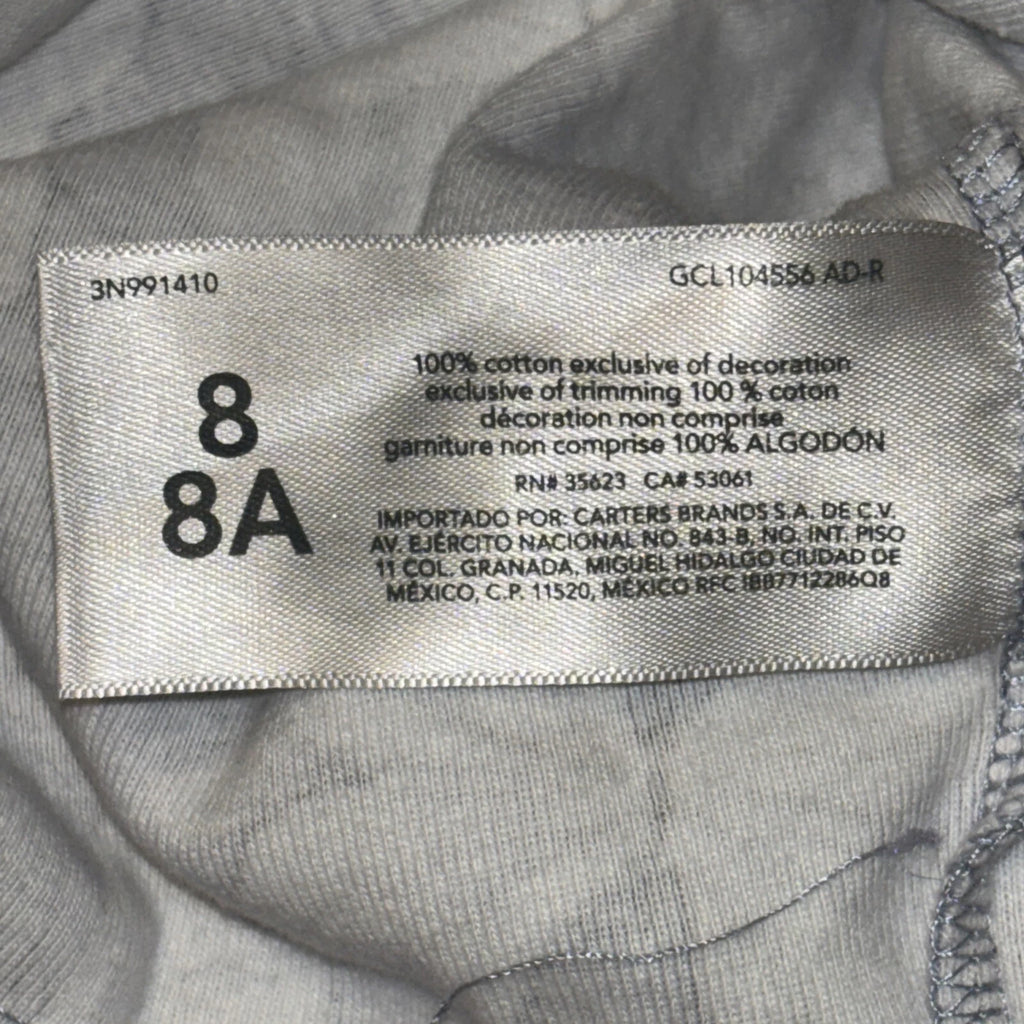 3N991410
GCL104556 AD-R
8
8A
100% cotton exclusive of decoration
exclusive of trimming 100 % coton
décoration non comprise
garniture non comprise 100% ALGODÓN
RN# 35623 CA# 53061
IMPORTADO POR: CARTERS BRANDS S.A. DE C.V.
AV. EJÉRCITO NACIONAL NO. 843-B, NO. INT. PISO
11 COL. GRANADA, MIGUEL HIDALGO CIUDAD DE
MÉXICO, C.P. 11520, MÉXICO RFC